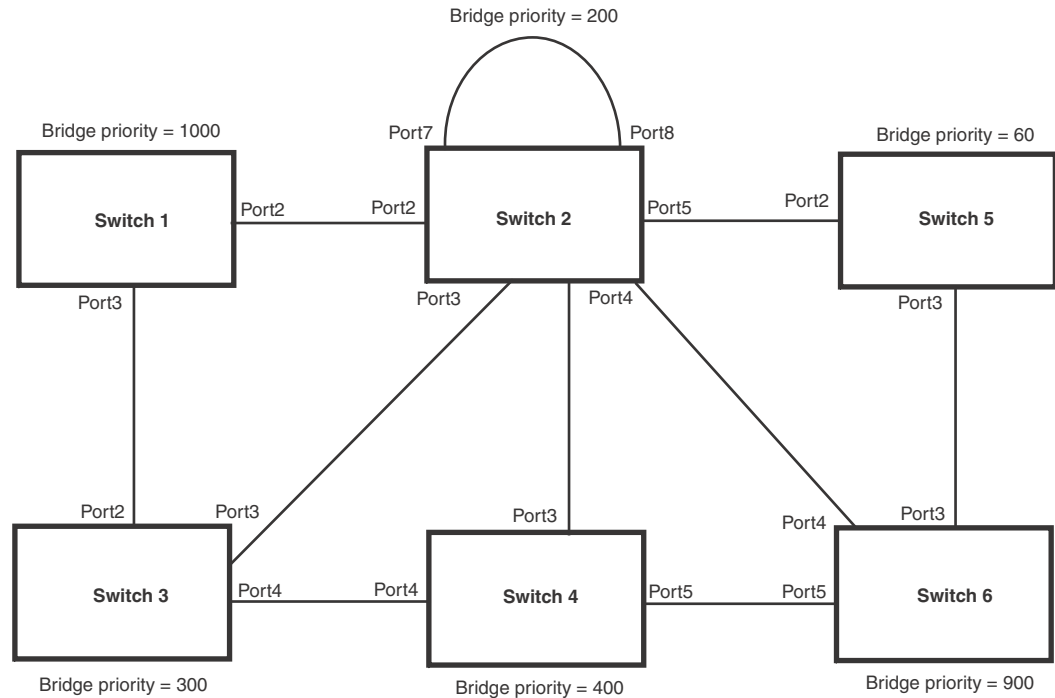 Bridge priority = 200
Port7
Port8
Bridge priority = 1000
Bridge priority = 60
Switch 1
Port2
Port2
Switch 2
Port5
Port2
Switch 5
Port3
Port3
Port4
Port3
Port2
Port3
Port3
Port4
Port3
Switch 3
Port4
Port4
Switch 4
Port5
Port5
Switch 6
Bridge priority = 300
Bridge priority = 400
Bridge priority = 900